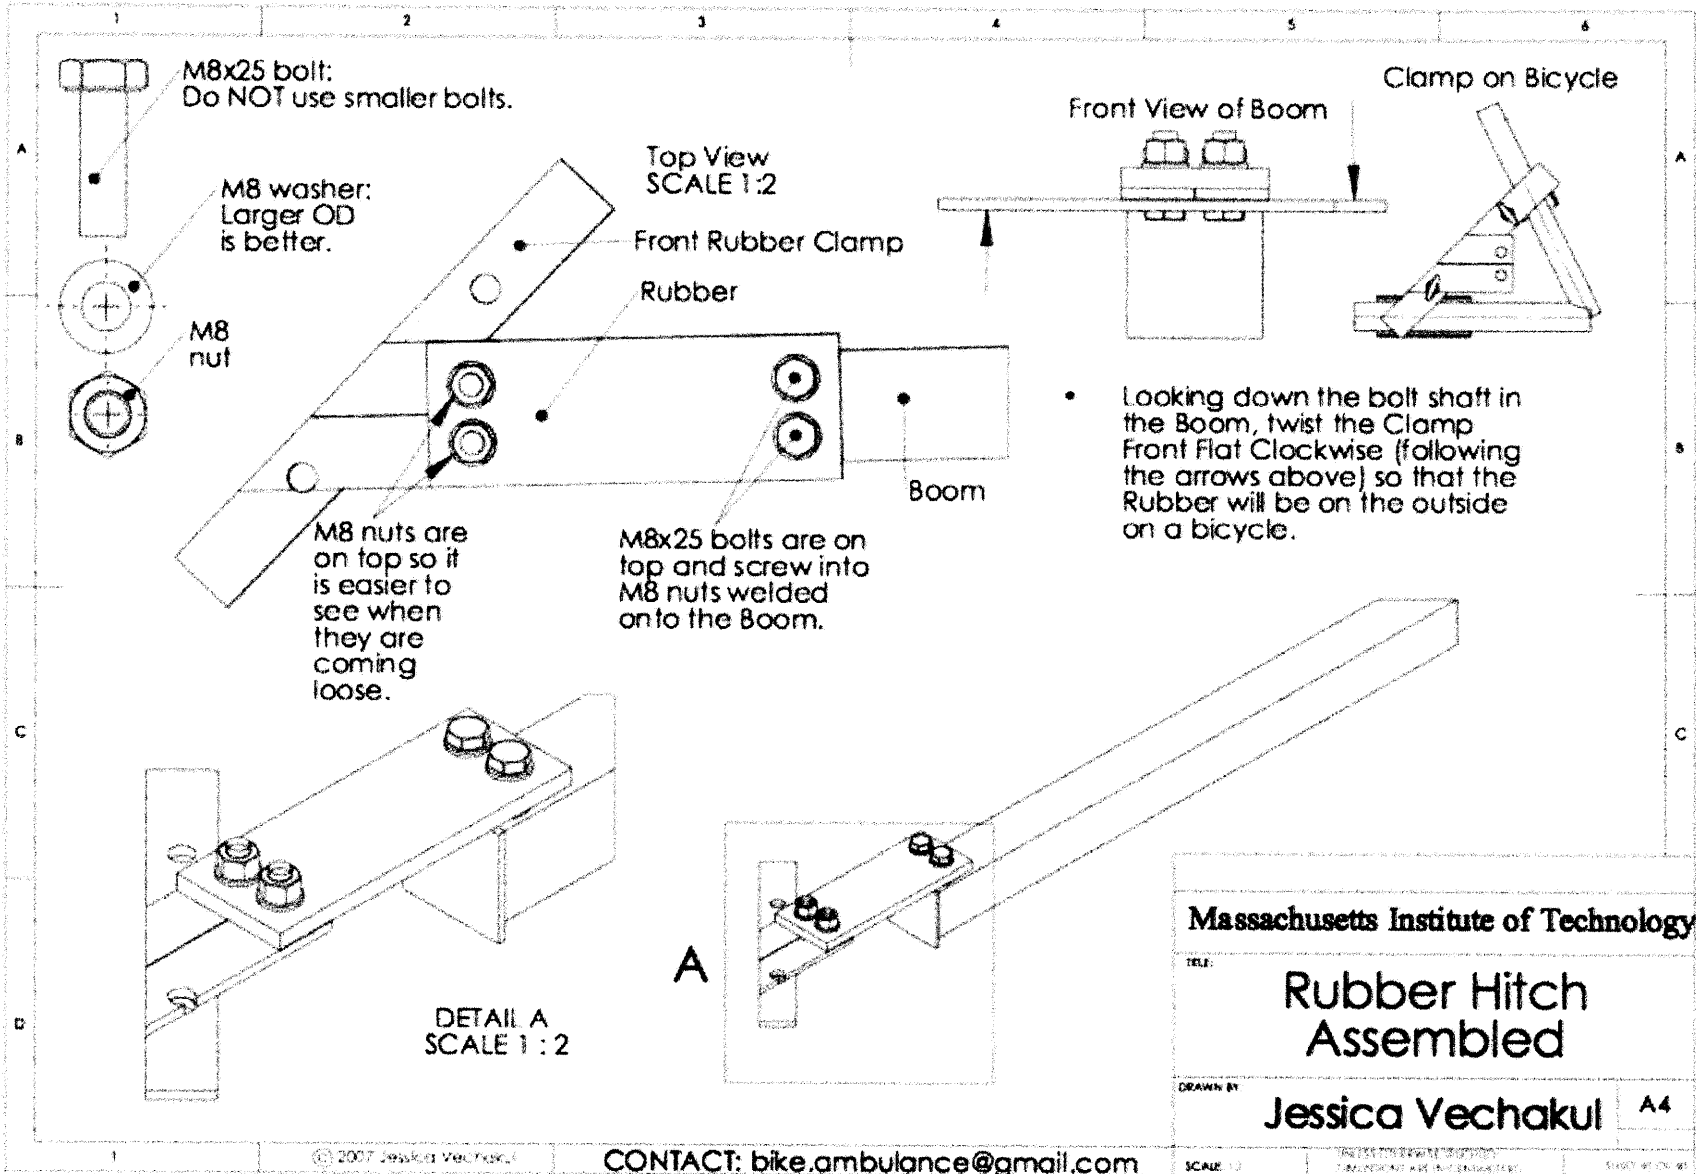 1 2 3 4 5 6
M8x25 bolt:
Do NOT use smaller bolts.
M8 washer:
Larger OD
is better.
M8
nut
Top View
SCALE 1:2
Front Rubber Clamp
Rubber
Boom
Front View of Boom
Clamp on Bicycle
A A
B B
C C
D
M8 nuts are
on top so it
is easier to
see when
they are
coming
loose.
M8x25 bolts are on
top and screw into
M8 nuts welded
onto the Boom.
• Looking down the bolt shaft in
the Boom, twist the Clamp
Front Flat Clockwise (following
the arrows above) so that the
Rubber will be on the outside
on a bicycle.
DETAIL A
SCALE 1 : 2
A
Massachusetts Institute of Technology
TITLE:
Rubber Hitch
Assembled
DRAWN BY
Jessica Vechakul
A4
1
© 2007 Jessica Vechakul
CONTACT: bike.ambulance@gmail.com
SCALE